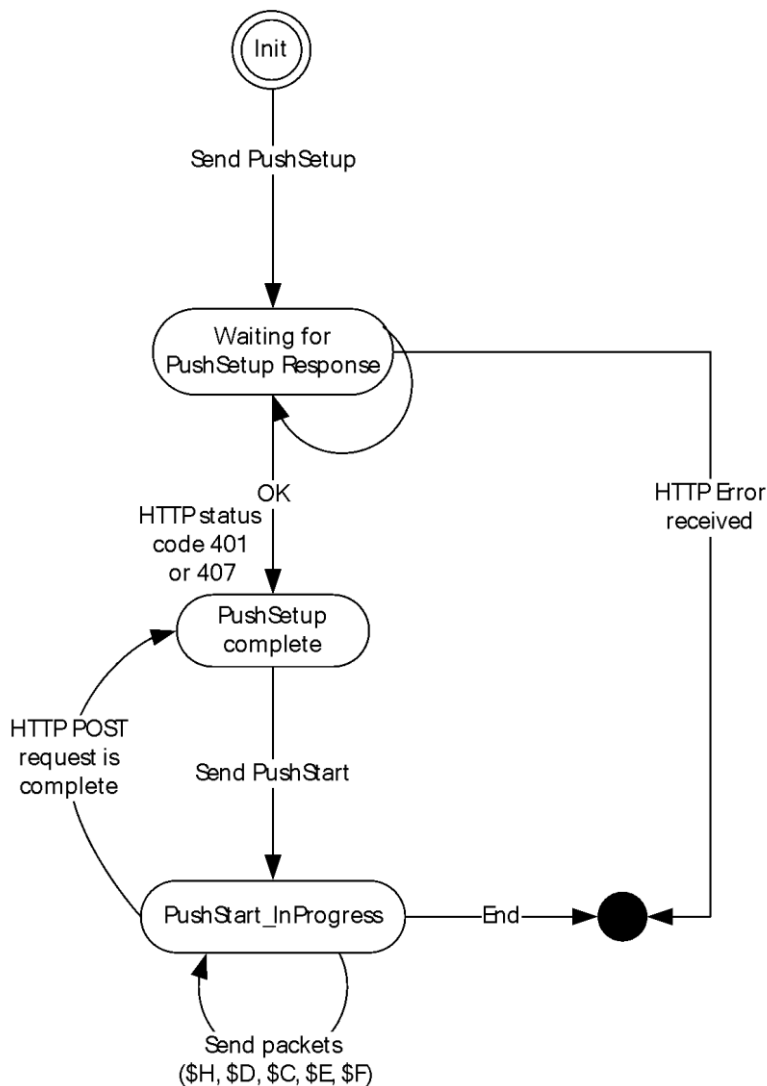 Init
Send PushSetup
Waiting for
PushSetup Response
OK
HTTP status
code 401
or 407
HTTP Error
received
PushSetup
complete
HTTP POST
request is
complete
Send PushStart
PushStart_InProgress
End
Send packets
($H, $D, $C, $E, $F)